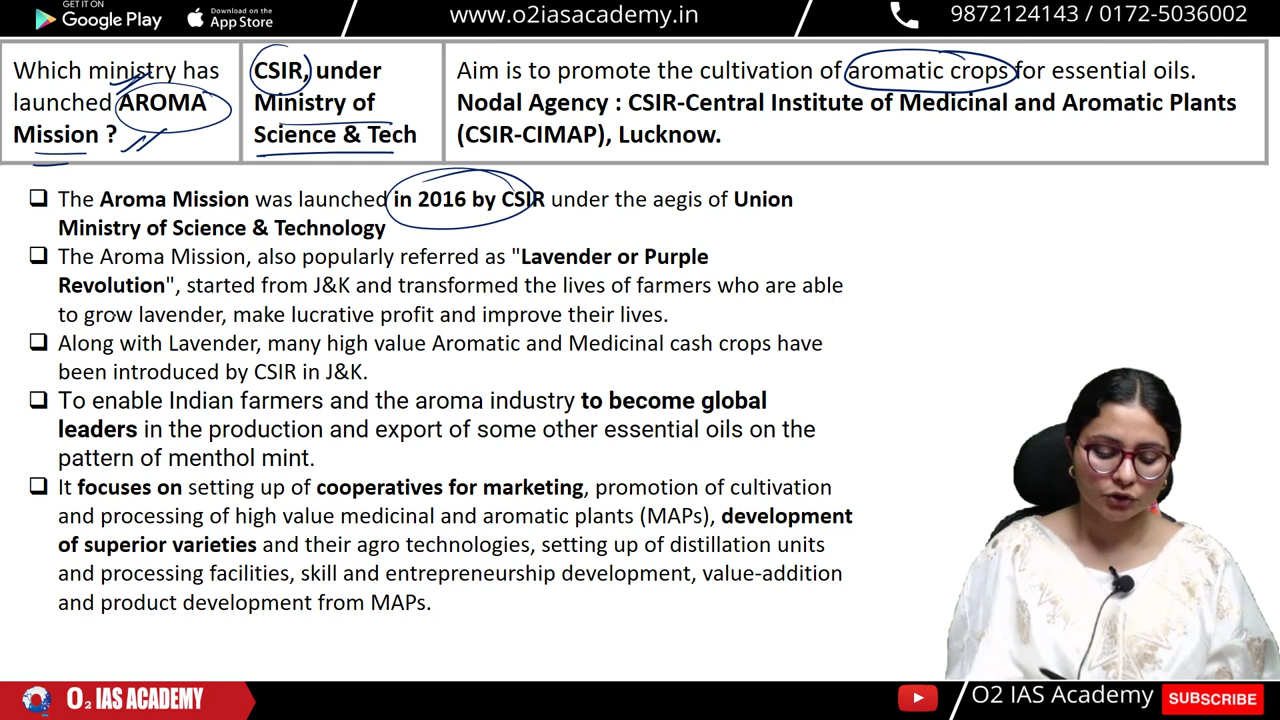 GET IT ON
Google Play
Download on the
App Store
www.o2iasacademy.in
9872124143 / 0172-5036002
Which ministry has
launched AROMA
Mission ?
CSIR, under
Ministry of
Science & Tech
Aim is to promote the cultivation of aromatic crops for essential oils.
Nodal Agency : CSIR-Central Institute of Medicinal and Aromatic Plants
(CSIR-CIMAP), Lucknow.
❑ The Aroma Mission was launched in 2016 by CSIR under the aegis of Union
Ministry of Science & Technology
❑ The Aroma Mission, also popularly referred as "Lavender or Purple
Revolution", started from J&K and transformed the lives of farmers who are able
to grow lavender, make lucrative profit and improve their lives.
❑ Along with Lavender, many high value Aromatic and Medicinal cash crops have
been introduced by CSIR in J&K.
❑ To enable Indian farmers and the aroma industry to become global
leaders in the production and export of some other essential oils on the
pattern of menthol mint.
❑ It focuses on setting up of cooperatives for marketing, promotion of cultivation
and processing of high value medicinal and aromatic plants (MAPs), development
of superior varieties and their agro technologies, setting up of distillation units
and processing facilities, skill and entrepreneurship development, value-addition
and product development from MAPs.
O₂ IAS ACADEMY
O2 IAS Academy
SUBSCRIBE